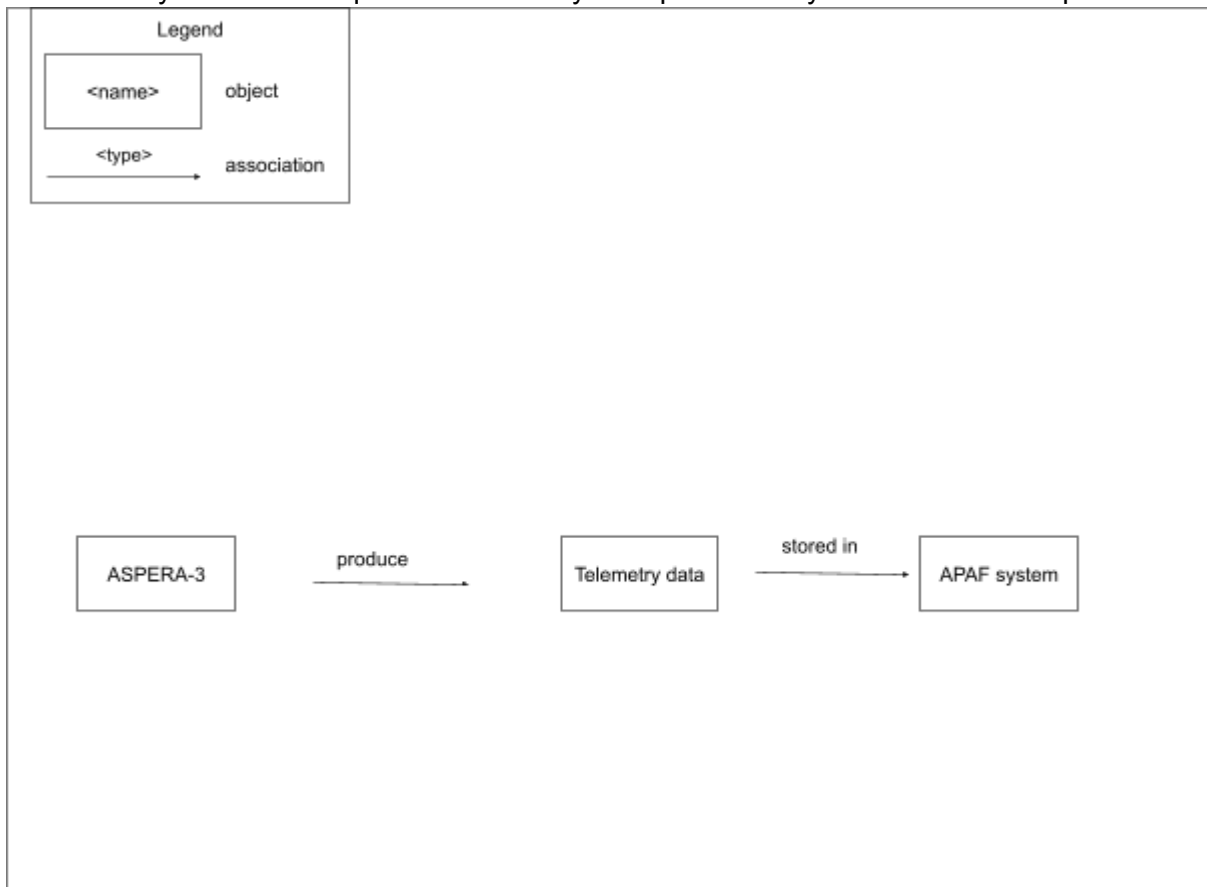 Legend
<name>
object
<type>
association
ASPERA-3
produce
Telemetry data
stored in
APAF system